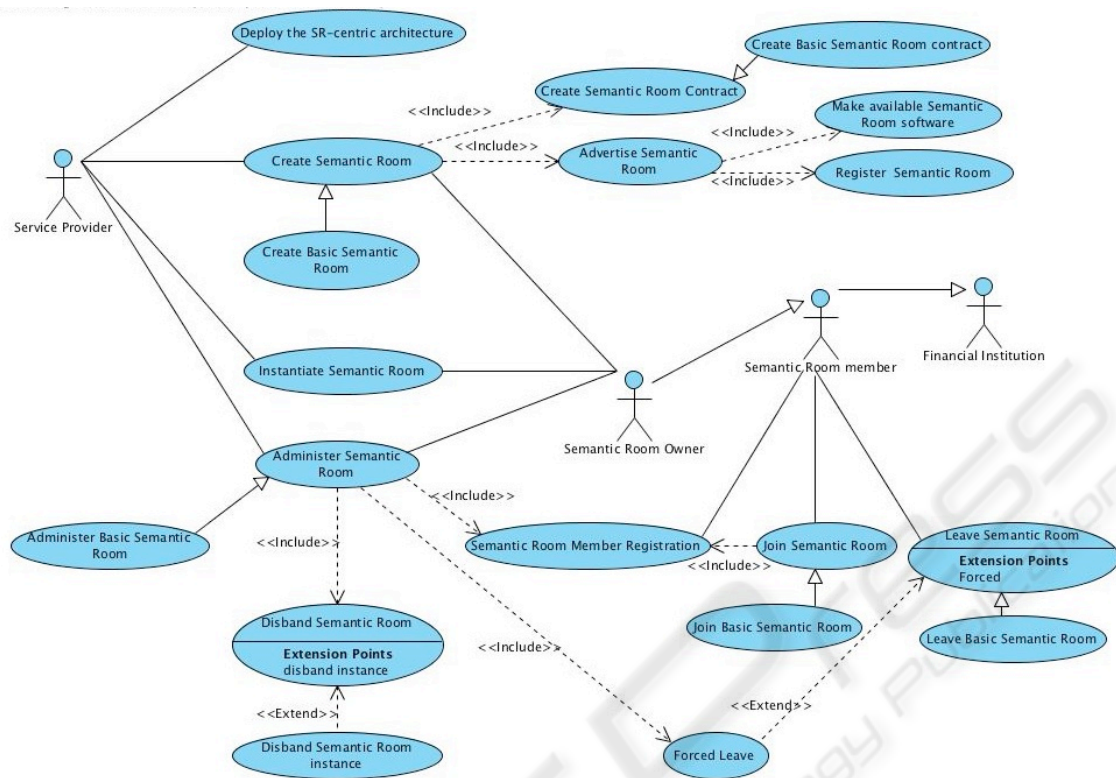 Deploy the SR-centric architecture
Create Basic Semantic Room contract
Create Semantic Room Contract
<<Include>>
Make available Semantic
Room software
<<Include>>
Create Semantic Room
<<Include>>
Advertise Semantic
Room
<<Include>>
Register Semantic Room
Service Provider
Create Basic Semantic
Room
Instantiate Semantic Room
Semantic Room member
Financial Institution
Semantic Room Owner
Administer Semantic
Room
<<Include>>
Administer Basic Semantic
Room
<<Include>>
Semantic Room Member Registration
<<Include>>
Join Semantic Room
Leave Semantic Room
Extension Points
Forced
Disband Semantic Room
Extension Points
disband instance
<<Include>>
Join Basic Semantic Room
Leave Basic Semantic Room
<<Extend>>
<<Extend>>
Disband Semantic Room
instance
Forced Leave